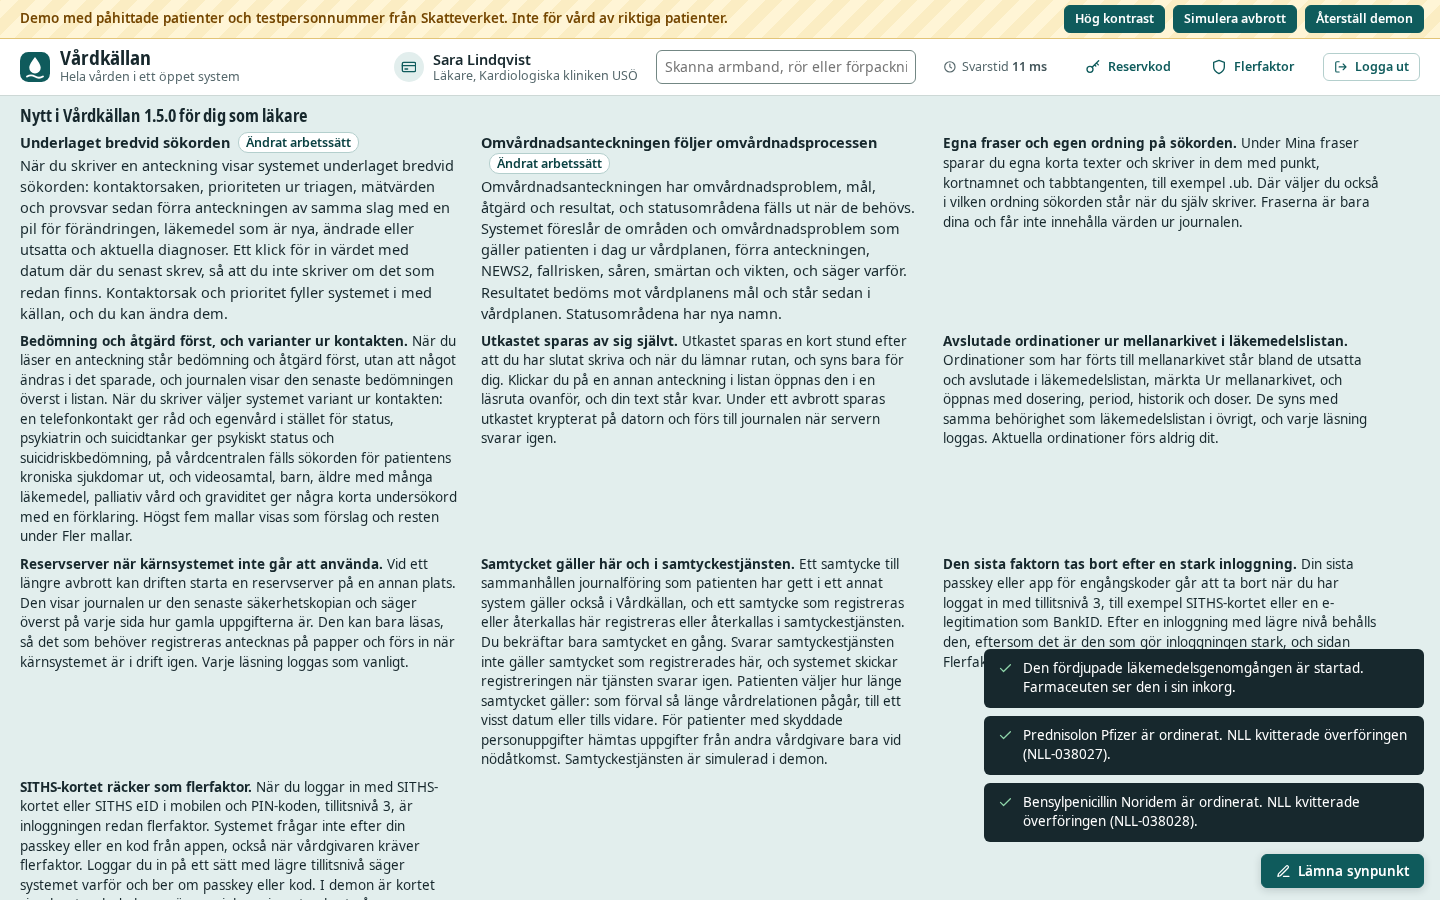 Demo med påhittade patienter och testpersonnummer från Skatteverket. Inte för vård av riktiga patienter.
Hög kontrast
Simulera avbrott
Återställ demon
Vårdkällan
Hela vården i ett öppet system
Sara Lindqvist
Läkare, Kardiologiska kliniken USÖ
Skanna armband, rör eller förpackni
Svarstid 11 ms
Reservkod
Flerfaktor
Logga ut
Nytt i Vårdkällan 1.5.0 för dig som läkare
Underlaget bredvid sökorden Ändrat arbetssätt
När du skriver en anteckning visar systemet underlaget bredvid
sökorden: kontaktorsaken, prioriteten ur triagen, mätvärden
och provsvar sedan förra anteckningen av samma slag med en
pil för förändringen, läkemedel som är nya, ändrade eller
utsatta och aktuella diagnoser. Ett klick för in värdet med
datum där du senast skrev, så att du inte skriver om det som
redan finns. Kontaktorsak och prioritet fyller systemet i med
källan, och du kan ändra dem.
Omvårdnadsanteckningen följer omvårdnadsprocessen
Ändrat arbetssätt
Omvårdnadsanteckningen har omvårdnadsproblem, mål,
åtgärd och resultat, och statusområdena fälls ut när de behövs.
Systemet föreslår de områden och omvårdnadsproblem som
gäller patienten i dag ur vårdplanen, förra anteckningen,
NEWS2, fallrisken, såren, smärtan och vikten, och säger varför.
Resultatet bedöms mot vårdplanens mål och står sedan i
vårdplanen. Statusområdena har nya namn.
Egna fraser och egen ordning på sökorden. Under Mina fraser
sparar du egna korta texter och skriver in dem med punkt,
kortnamnet och tabbtangenten, till exempel .ub. Där väljer du också
i vilken ordning sökorden står när du själv skriver. Fraserna är bara
dina och får inte innehålla värden ur journalen.
Bedömning och åtgärd först, och varianter ur kontakten. När du
läser en anteckning står bedömning och åtgärd först, utan att något
ändras i det sparade, och journalen visar den senaste bedömningen
överst i listan. När du skriver väljer systemet variant ur kontakten:
en telefonkontakt ger råd och egenvård i stället för status,
psykiatrin och suicidtankar ger psykiskt status och
suicidriskbedömning, på vårdcentralen fälls sökorden för patientens
kroniska sjukdomar ut, och videosamtal, barn, äldre med många
läkemedel, palliativ vård och graviditet ger några korta undersökord
med en förklaring. Högst fem mallar visas som förslag och resten
under Fler mallar.
Utkastet sparas av sig självt. Utkastet sparas en kort stund efter
att du har slutat skriva och när du lämnar rutan, och syns bara för
dig. Klickar du på en annan anteckning i listan öppnas den i en
läsruta ovanför, och din text står kvar. Under ett avbrott sparas
utkastet krypterat på datorn och förs till journalen när servern
svarar igen.
Avslutade ordinationer ur mellanarkivet i läkemedelslistan.
Ordinationer som har förts till mellanarkivet står bland de utsatta
och avslutade i läkemedelslistan, märkta Ur mellanarkivet, och
öppnas med dosering, period, historik och doser. De syns med
samma behörighet som läkemedelslistan i övrigt, och varje läsning
loggas. Aktuella ordinationer förs aldrig dit.
Reservserver när kärnsystemet inte går att använda. Vid ett
längre avbrott kan driften starta en reservserver på en annan plats.
Den visar journalen ur den senaste säkerhetskopian och säger
överst på varje sida hur gamla uppgifterna är. Den kan bara läsas,
så det som behöver registreras antecknas på papper och förs in när
kärnsystemet är i drift igen. Varje läsning loggas som vanligt.
Samtycket gäller här och i samtyckestjänsten. Ett samtycke till
sammanhållen journalföring som patienten har gett i ett annat
system gäller också i Vårdkällan, och ett samtycke som registreras
eller återkallas här registreras eller återkallas i samtyckestjänsten.
Du bekräftar bara samtycket en gång. Svarar samtyckestjänsten
inte gäller samtycket som registrerades här, och systemet skickar
registreringen när tjänsten svarar igen. Patienten väljer hur länge
samtycket gäller: som förval så länge vårdrelationen pågår, till ett
visst datum eller tills vidare. För patienter med skyddade
personuppgifter hämtas uppgifter från andra vårdgivare bara vid
nödåtkomst. Samtyckestjänsten är simulerad i demon.
Den sista faktorn tas bort efter en stark inloggning. Din sista
passkey eller app för engångskoder går att ta bort när du har
loggat in med tillitsnivå 3, till exempel SITHS-kortet eller en e-
legitimation som BankID. Efter en inloggning med lägre nivå behålls
den, eftersom det är den som gör inloggningen stark, och sidan
SITHS-kortet räcker som flerfaktor. När du loggar in med SITHS-
kortet eller SITHS eID i mobilen och PIN-koden, tillitsnivå 3, är
inloggningen redan flerfaktor. Systemet frågar inte efter din
passkey eller en kod från appen, också när vårdgivaren kräver
flerfaktor. Loggar du in på ett sätt med lägre tillitsnivå säger
systemet varför och ber om passkey eller kod. I demon är kortet
Den fördjupade läkemedelsgenomgången är startad.
Farmaceuten ser den i sin inkorg.
Prednisolon Pfizer är ordinerat. NLL kvitterade överföringen
(NLL-038027).
Bensylpenicillin Noridem är ordinerat. NLL kvitterade
överföringen (NLL-038028).
Lämna synpunkt